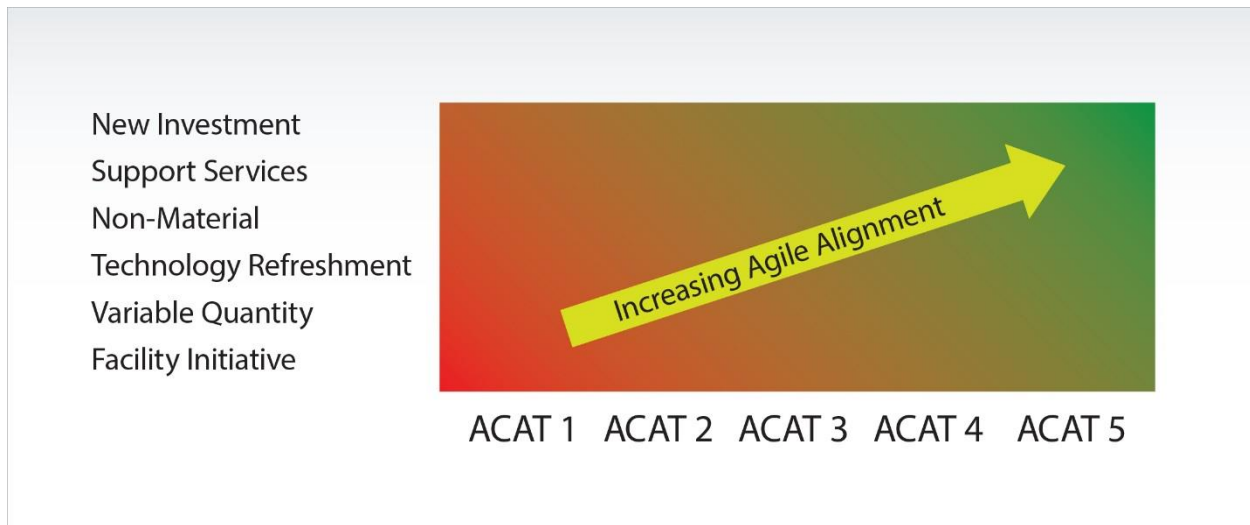 New Investment
Support Services
Non-Material
Technology Refreshment
Variable Quantity
Facility Initiative
Increasing Agile Alignment
ACAT 1 ACAT 2 ACAT 3 ACAT 4 ACAT 5